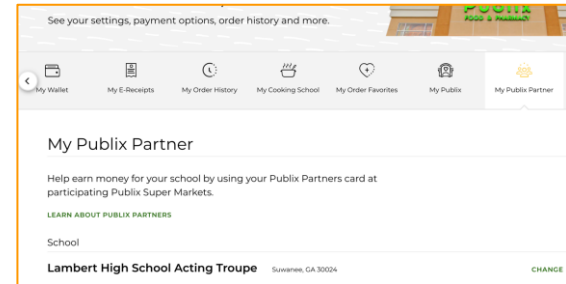 PUBLIX
FOOD & PHARMACY
See your settings, payment options, order
history and more.
My Wallet
My E-Receipts
My Order History
My Cooking School
My Order Favorites
My Publix
My Publix Partner
My Publix Partner
Help earn money for your school by using your Publix Partners card at
participating Publix Super Markets.
LEARN ABOUT PUBLIX PARTNERS
School
Lambert High School Acting Troupe Suwanee, GA 30024 CHANGE